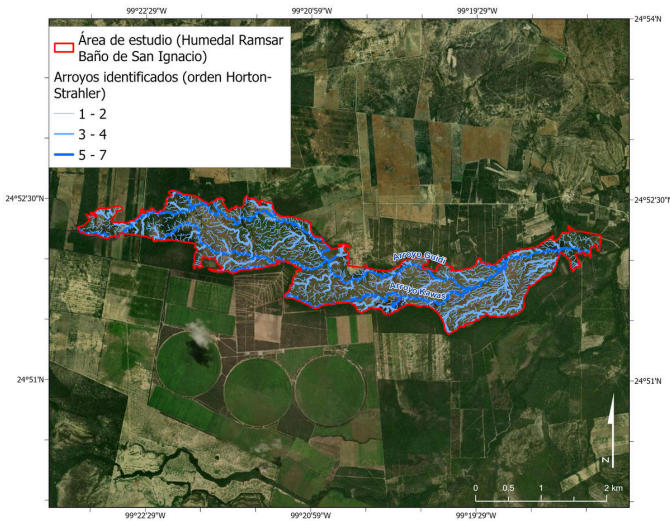 99°22'29"W 99°20'59"W 99°19'29"W 24°54'N
Área de estudio (Humedal Ramsar
Baño de San Ignacio)
Arroyos identificados (orden Horton-
Strahler)
1 - 2
3 - 4
5 - 7
24°52'30"N 24°52'30"N
Arroyo Guidi
Arroyo Kawas
24°51'N 24°51'N
N
0 0.5 1 2 km
99°22'29"W 99°20'59"W 99°19'29"W